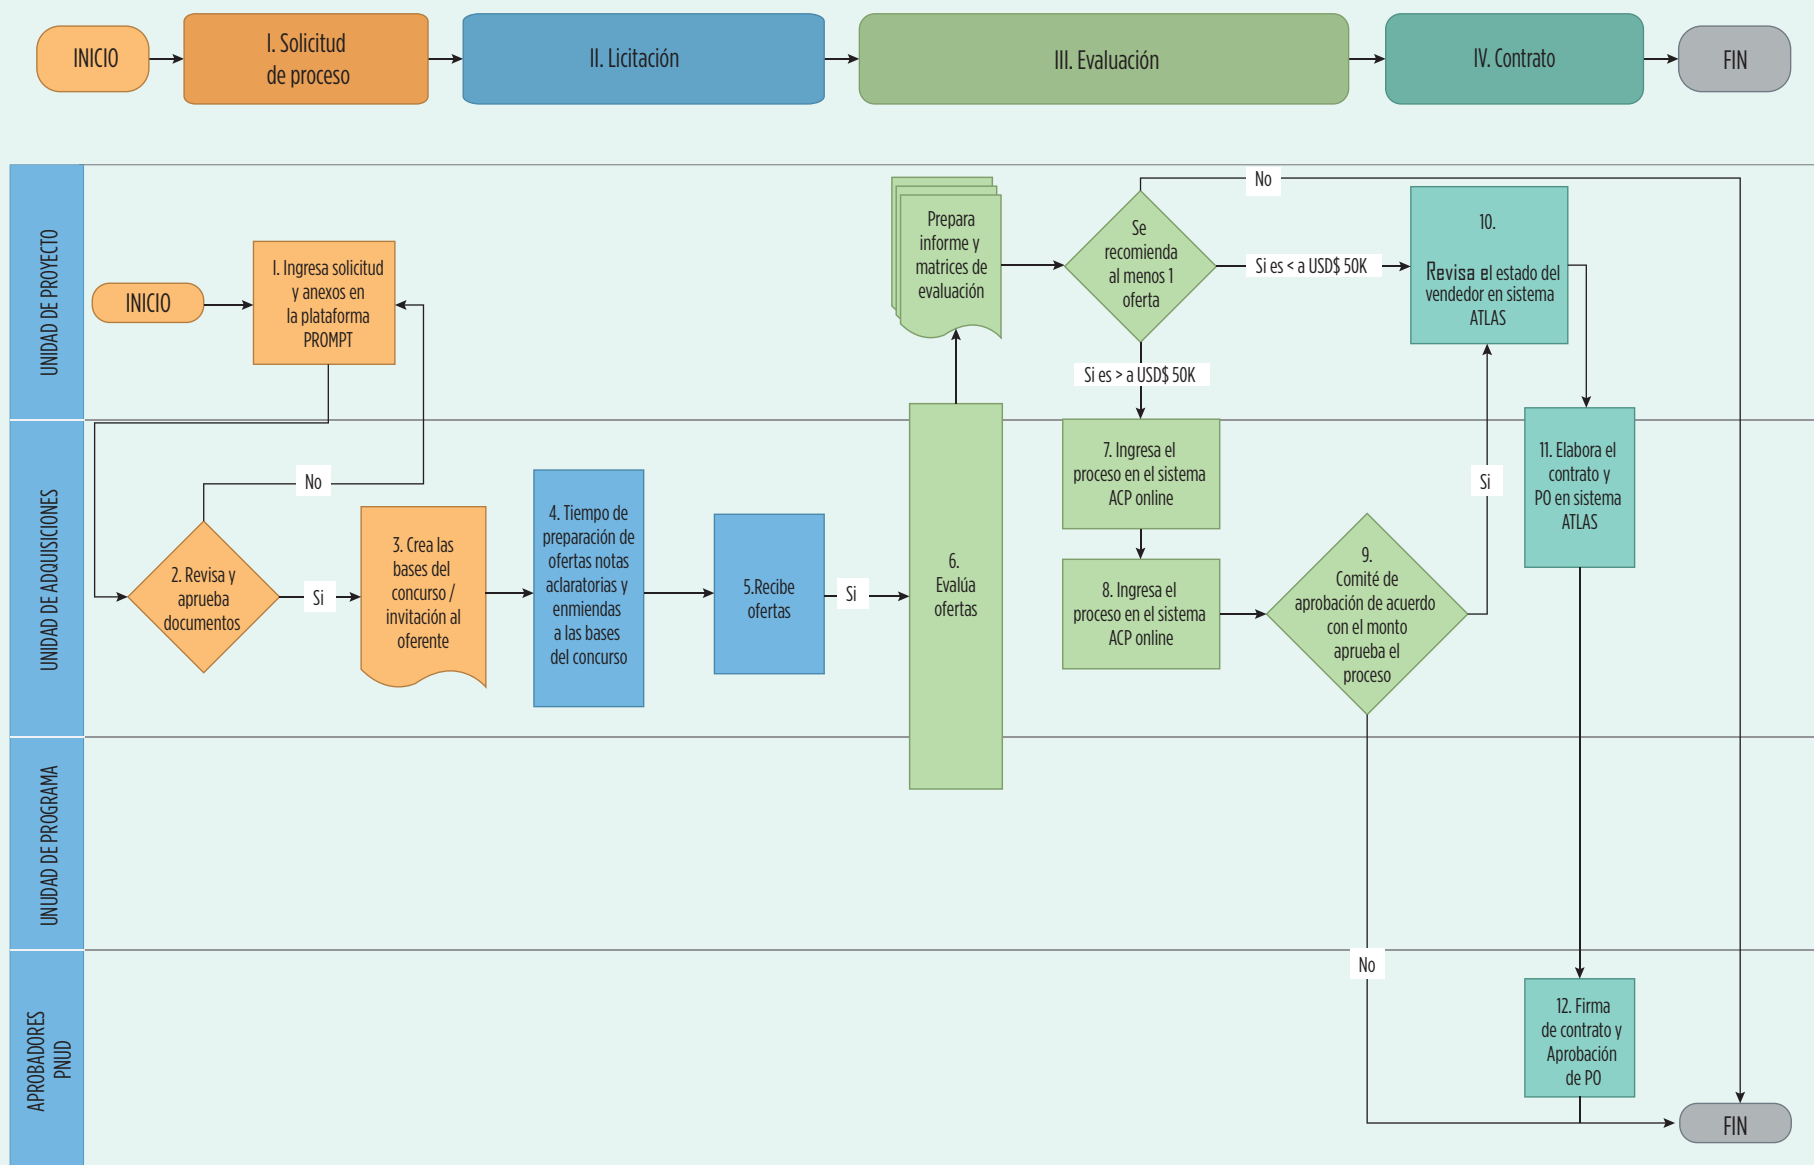 INICIO
I. Solicitud
de proceso
II. Licitación
III. Evaluación
IV. Contrato
FIN
UNIDAD DE PROYECTO
INICIO
I. Ingresa solicitud
y anexos en
la plataforma
PROMPT
Prepara
informe y
matrices de
evaluación
Se
recomienda
al menos 1
oferta
No
Si es < a USD$ 50K
Si es > a USD$ 50K
10.
Revisa el estado del
vendedor en sistema
ATLAS
UNIDAD DE ADQUISICIONES
No
2. Revisa y
aprueba
documentos
Si
3. Crea las
bases del
concurso /
invitación al
oferente
4. Tiempo de
preparación de
ofertas notas
aclaratorias y
enmiendas
a las bases
del concurso
5.Recibe
ofertas
Si
6.
Evalúa
ofertas
7. Ingresa el
proceso en el sistema
ACP online
8. Ingresa el
proceso en el sistema
ACP online
9.
Comité de
aprobación de acuerdo
con el monto
aprueba el
proceso
Si
11. Elabora el
contrato y
PO en sistema
ATLAS
UNUDAD DE PROGRAMA
APROBADORES
PNUD
No
12. Firma
de contrato y
Aprobación
de PO
FIN